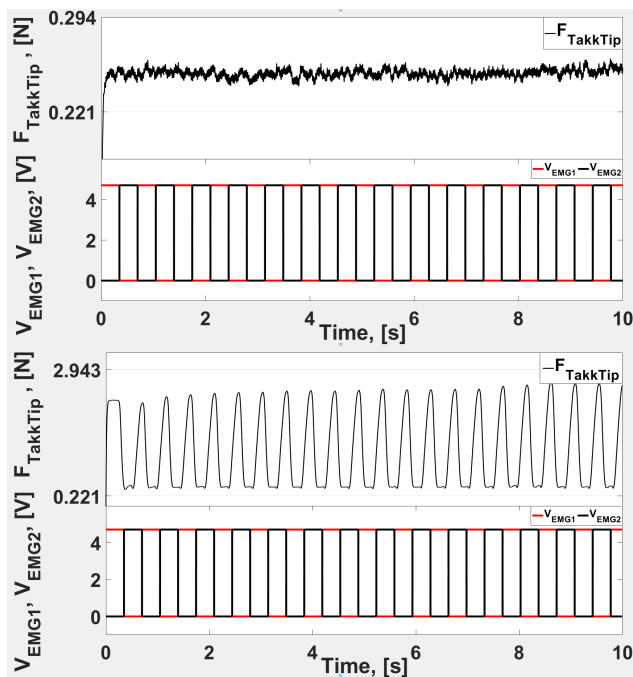 0.294
F_TakkTip
F_TakkTip , [N]
0.221
V_EMG1 V_EMG2
V_EMG1, V_EMG2, [V]
4
2
0
0 2 4 6 8 10
Time, [s]
2.943
F_TakkTip
F_TakkTip , [N]
0.221
V_EMG1 V_EMG2
V_EMG1, V_EMG2, [V]
4
2
0
0 2 4 6 8 10
Time, [s]